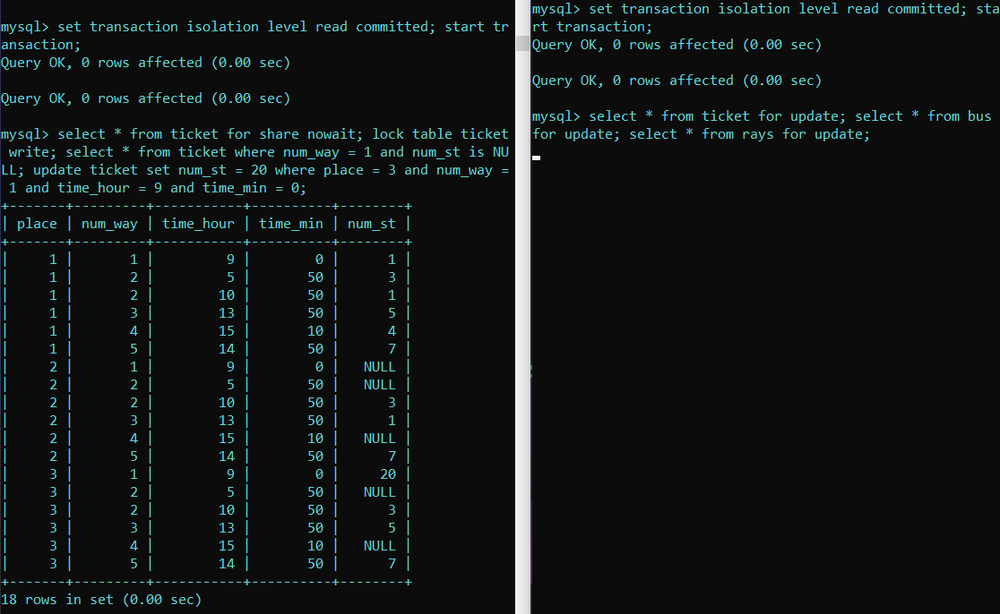 mysql> set transaction isolation level read committed; start tr
ansaction;
Query OK, 0 rows affected (0.00 sec)
Query OK, 0 rows affected (0.00 sec)
mysql> select * from ticket for share nowait; lock table ticket
 write; select * from ticket where num_way = 1 and num_st is NU
LL; update ticket set num_st = 20 where place = 3 and num_way =
 1 and time_hour = 9 and time_min = 0;
+-------+---------+-----------+----------+--------+
| place | num_way | time_hour | time_min | num_st |
+-------+---------+-----------+----------+--------+
|     1 |       1 |         9 |        0 |      1 |
|     1 |       2 |         5 |       50 |      3 |
|     1 |       2 |        10 |       50 |      1 |
|     1 |       3 |        13 |       50 |      5 |
|     1 |       4 |        15 |       10 |      4 |
|     1 |       5 |        14 |       50 |      7 |
|     2 |       1 |         9 |        0 |   NULL |
|     2 |       2 |         5 |       50 |   NULL |
|     2 |       2 |        10 |       50 |      3 |
|     2 |       3 |        13 |       50 |      1 |
|     2 |       4 |        15 |       10 |   NULL |
|     2 |       5 |        14 |       50 |      7 |
|     3 |       1 |         9 |        0 |     20 |
|     3 |       2 |         5 |       50 |   NULL |
|     3 |       2 |        10 |       50 |      3 |
|     3 |       3 |        13 |       50 |      5 |
|     3 |       4 |        15 |       10 |   NULL |
|     3 |       5 |        14 |       50 |      7 |
+-------+---------+-----------+----------+--------+
18 rows in set (0.00 sec)
mysql> set transaction isolation level read committed; sta
rt transaction;
Query OK, 0 rows affected (0.00 sec)
Query OK, 0 rows affected (0.00 sec)
mysql> select * from ticket for update; select * from bus
for update; select * from rays for update;